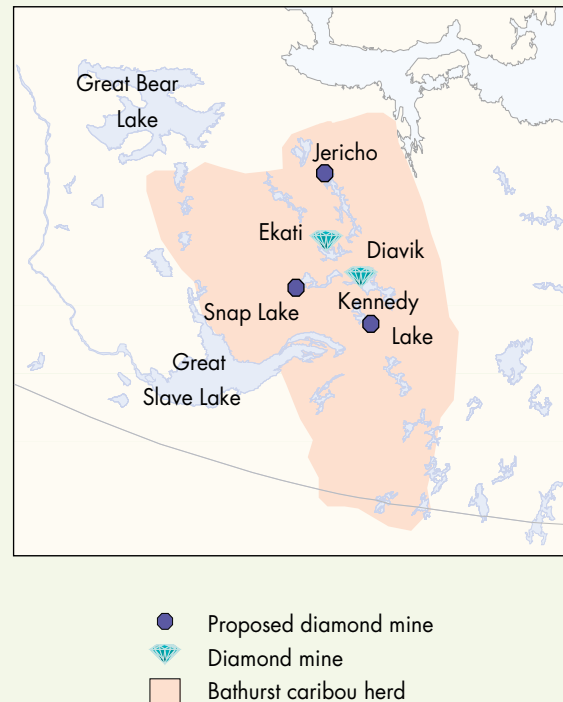 Great Bear
Lake
Jericho
Ekati
Diavik
Kennedy
Snap Lake
Lake
Great
Slave Lake
Proposed diamond mine
Diamond mine
Bathurst caribou herd